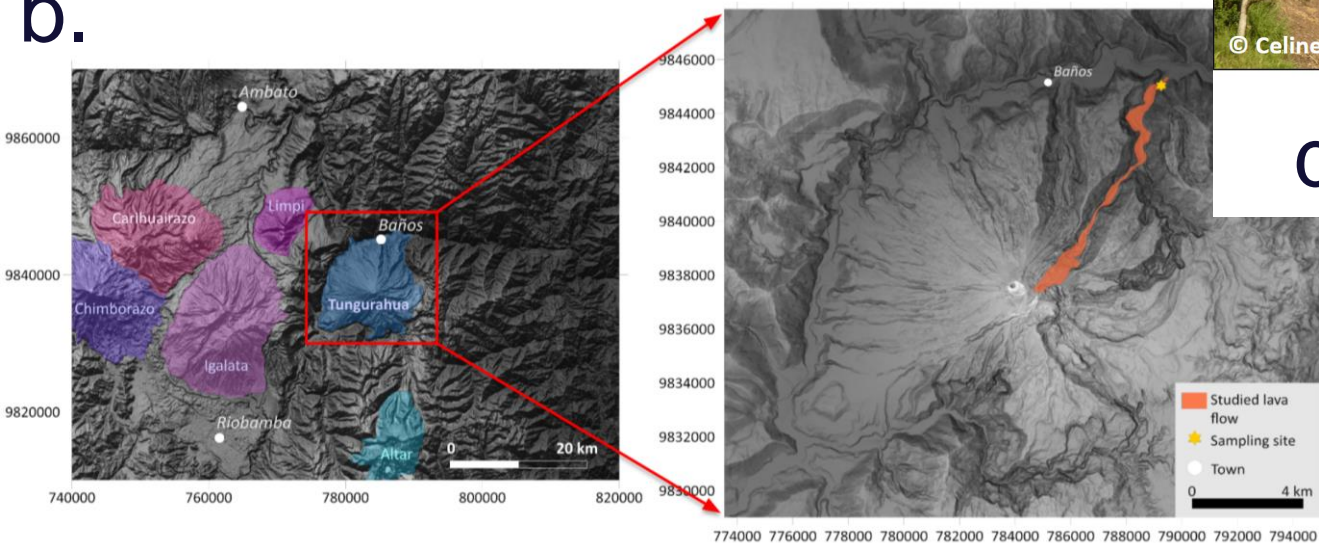 b.
© Celine
c
Ambato
Carihuairazo
Limpi
Baños
Chimborazo
Tungurahua
Igalata
Riobamba
Altar
0 20 km
9860000
9840000
9820000
740000 760000 780000 800000 820000
9846000
9844000
9842000
9840000
9838000
9836000
9834000
9832000
9830000
Baños
Studied lava
flow
Sampling site
Town
0 4 km
774000 776000 778000 780000 782000 784000 786000 788000 790000 792000 794000